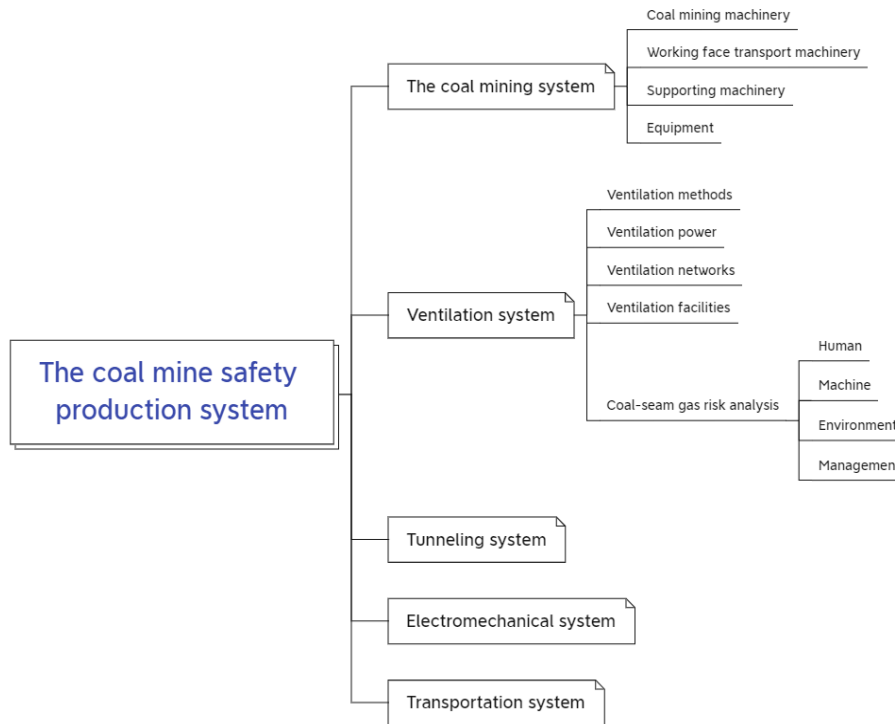 The coal mine safety
production system
The coal mining system
Coal mining machinery
Working face transport machinery
Supporting machinery
Equipment
Ventilation system
Ventilation methods
Ventilation power
Ventilation networks
Ventilation facilities
Coal-seam gas risk analysis
Human
Machine
Environment
Managemen
Tunneling system
Electromechanical system
Transportation system